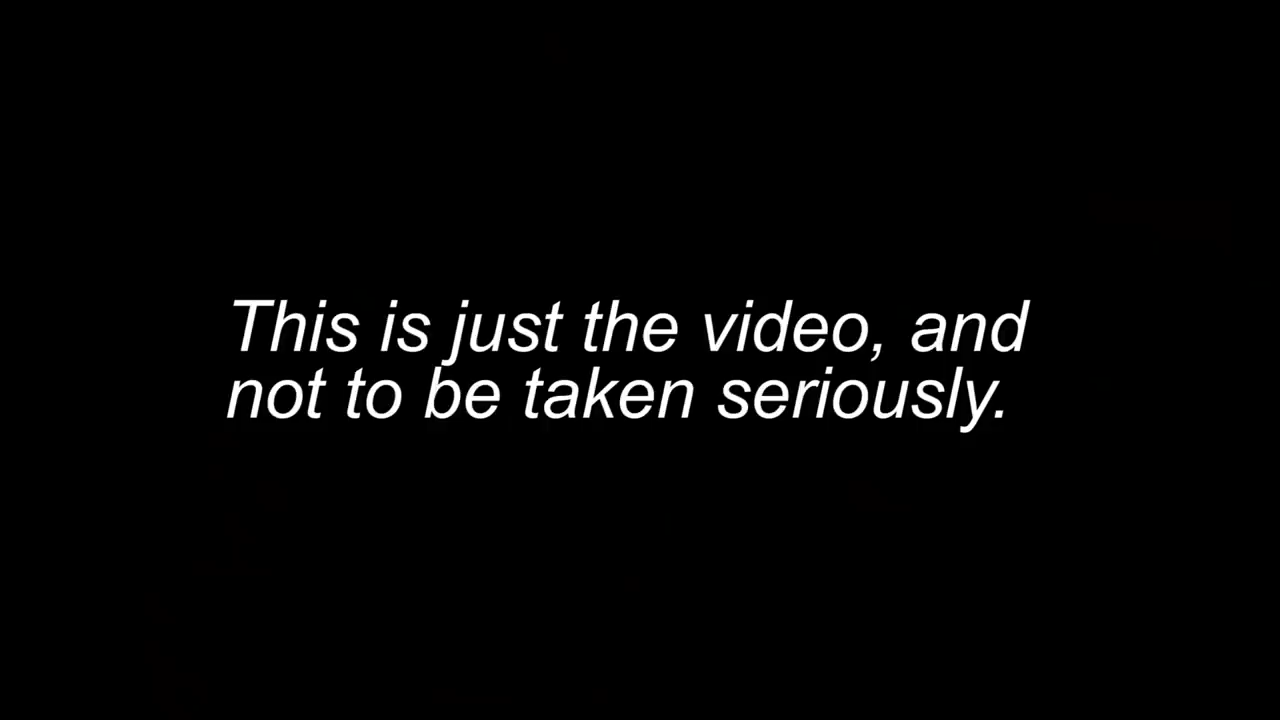 This is just the video, and
not to be taken seriously.